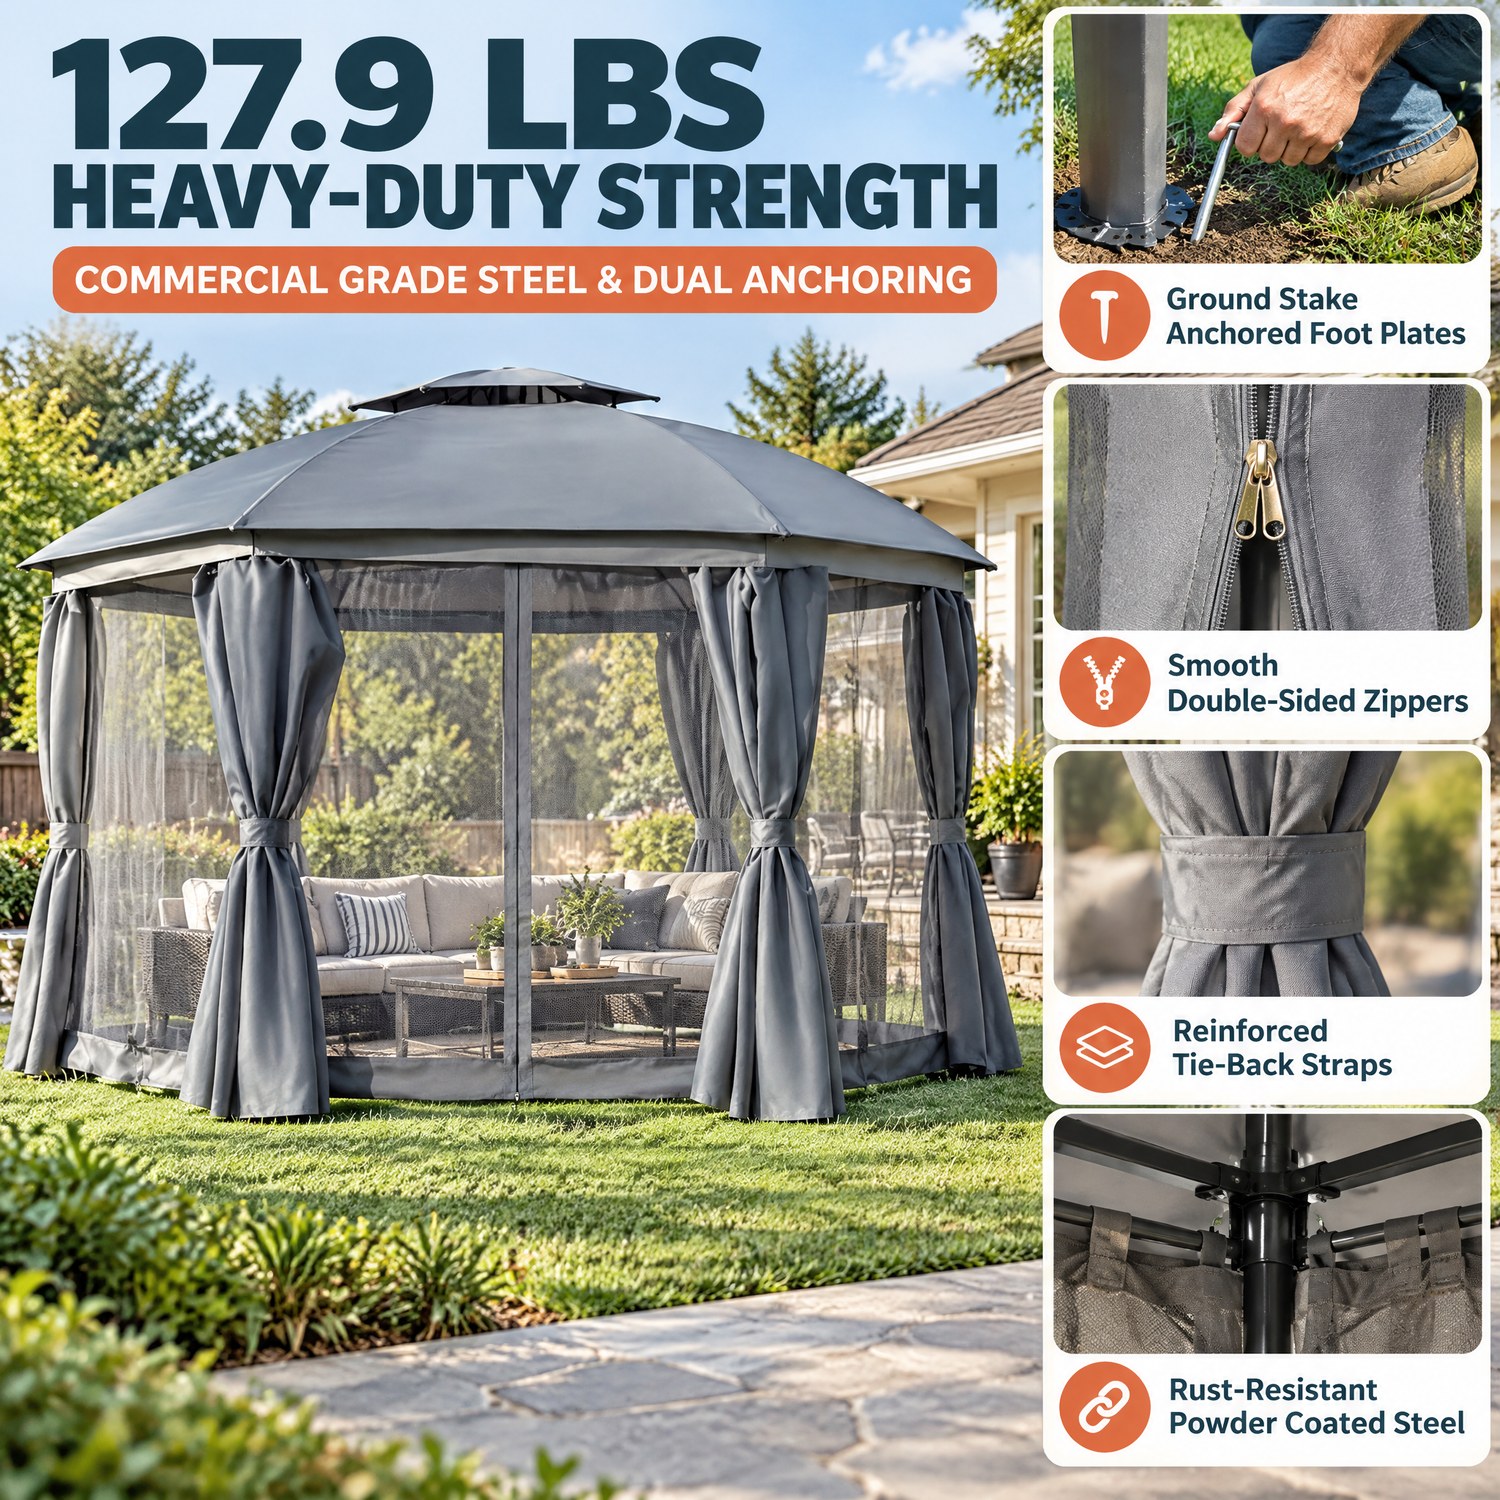 127.9 LBS
HEAVY-DUTY STRENGTH
COMMERCIAL GRADE STEEL & DUAL ANCHORING
Ground Stake
Anchored Foot Plates
Smooth
Double-Sided Zippers
Reinforced
Tie-Back Straps
Rust-Resistant
Powder Coated Steel